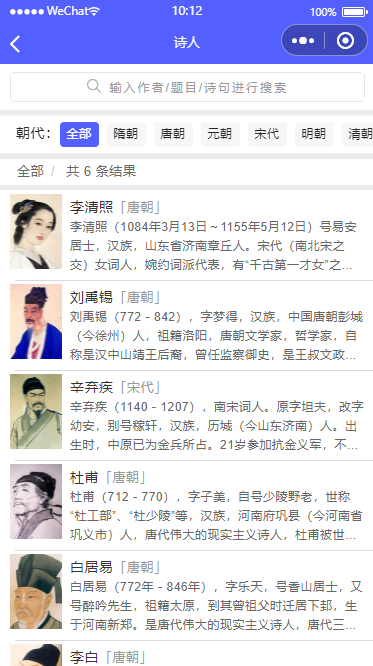 WeChat 10:12 100%
诗人
输入作者/题目/诗句进行搜索
朝代: 全部 隋朝 唐朝 元朝 宋代 明朝 清朝
全部 / 共 6 条结果
李清照「唐朝」
李清照（1084年3月13日～1155年5月12日）号易安
居士，汉族，山东省济南章丘人。宋代（南北宋之
交）女词人，婉约词派代表，有“千古第一才女”之...
刘禹锡「唐朝」
刘禹锡（772－842），字梦得，汉族，中国唐朝彭城
（今徐州）人，祖籍洛阳，唐朝文学家，哲学家，自
称是汉中山靖王后裔，曾任监察御史，是王叔文政...
辛弃疾「宋代」
辛弃疾（1140－1207），南宋词人。原字坦夫，改字
幼安，别号稼轩，汉族，历城（今山东济南）人。出
生时，中原已为金兵所占。21岁参加抗金义军，不...
杜甫「唐朝」
杜甫（712－770），字子美，自号少陵野老，世称
“杜工部”、“杜少陵”等，汉族，河南府巩县（今河南省
巩义市）人，唐代伟大的现实主义诗人，杜甫被世...
白居易「唐朝」
白居易（772年－846年），字乐天，号香山居士，又
号醉吟先生，祖籍太原，到其曾祖父时迁居下邽，生
于河南新郑。是唐代伟大的现实主义诗人，唐代三...
李白「唐朝」